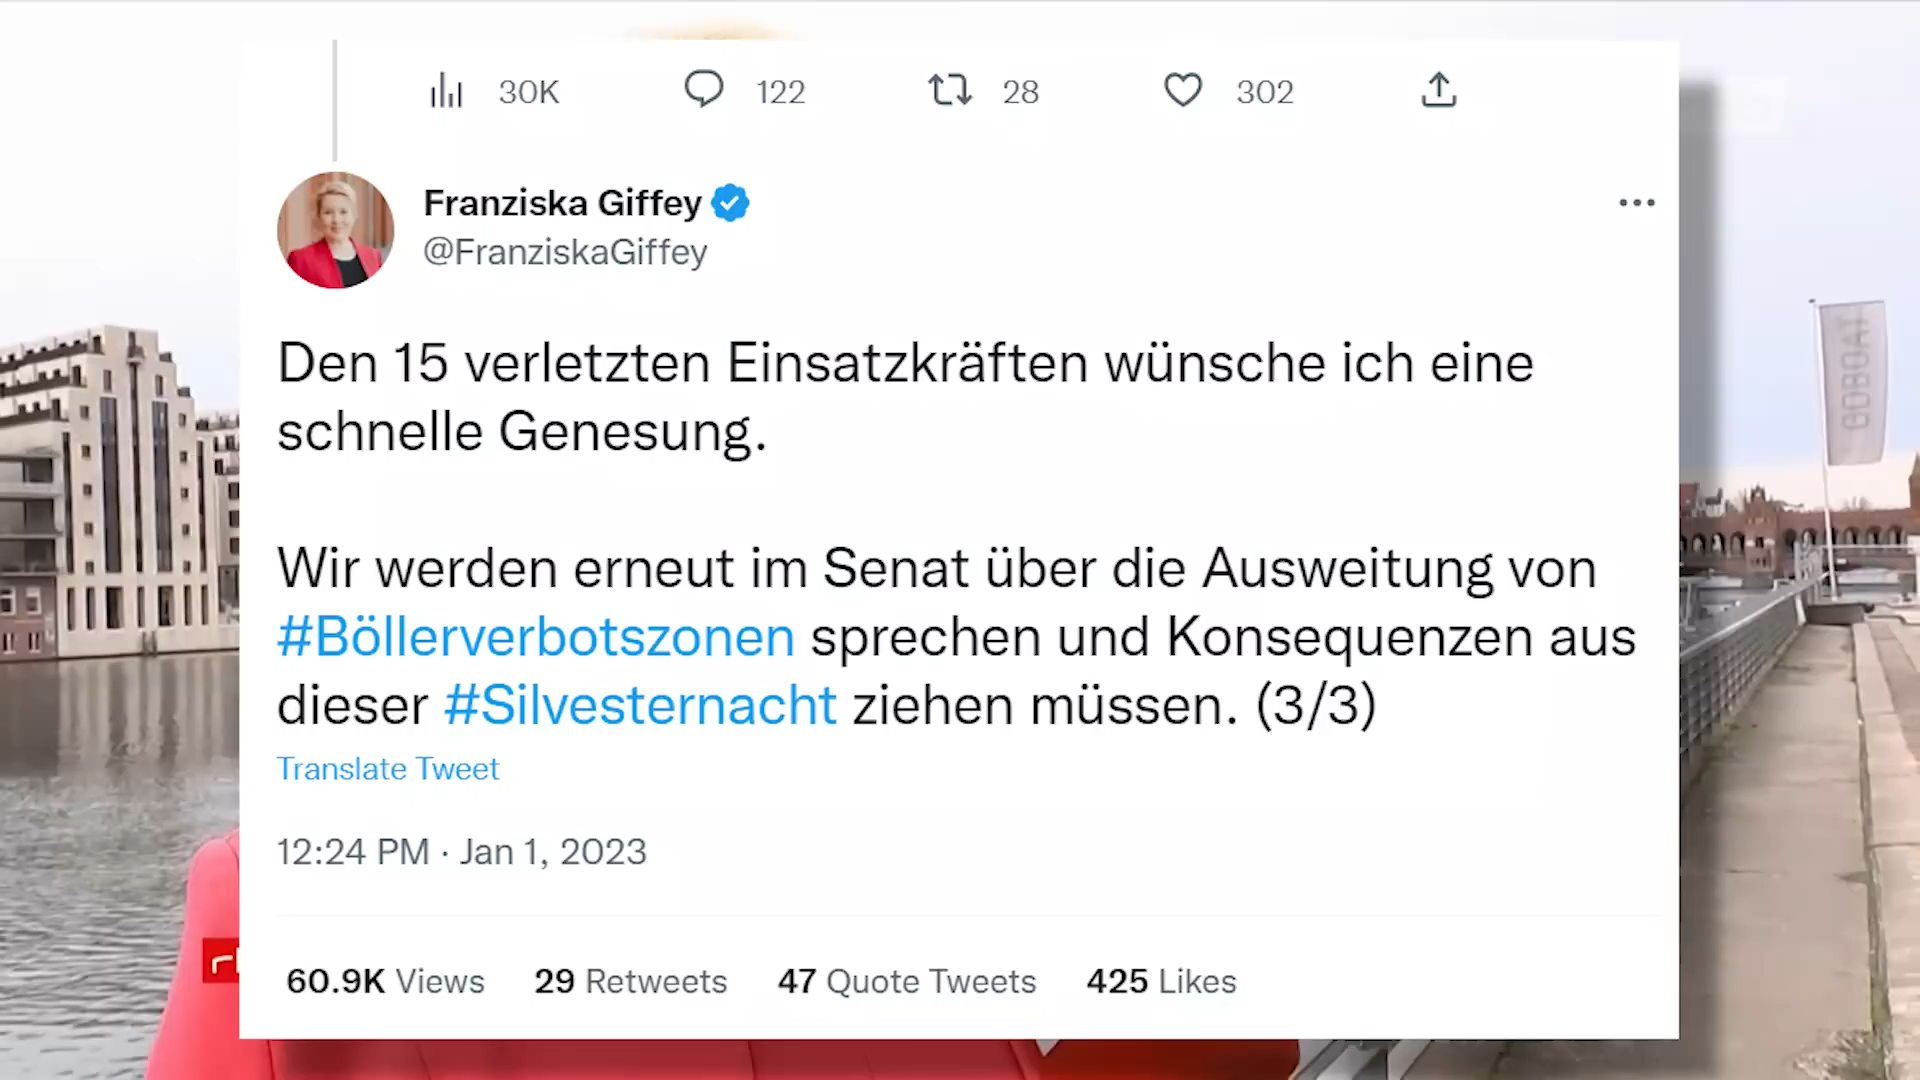 30K 122 28 302
Franziska Giffey
@FranziskaGiffey
Den 15 verletzten Einsatzkräften wünsche ich eine
schnelle Genesung.
Wir werden erneut im Senat über die Ausweitung von
#Böllerverbotszonen sprechen und Konsequenzen aus
dieser #Silvesternacht ziehen müssen. (3/3)
Translate Tweet
12:24 PM · Jan 1, 2023
60.9K Views 29 Retweets 47 Quote Tweets 425 Likes
GOBOAT